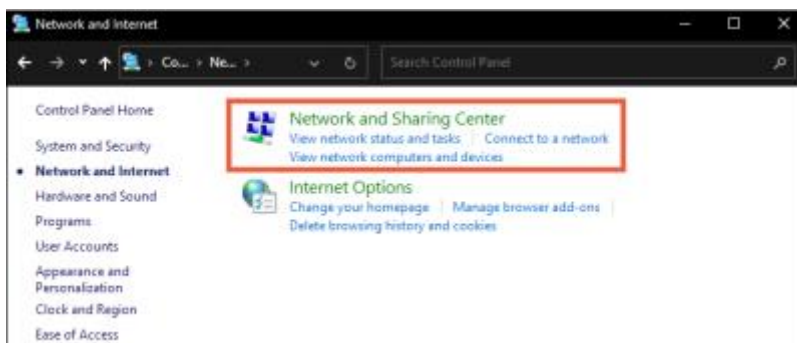 Network and Internet
Co... › Ne... ›
Search Control Panel
Control Panel Home
System and Security
Network and Internet
Hardware and Sound
Programs
User Accounts
Appearance and
Personalization
Clock and Region
Ease of Access
Network and Sharing Center
View network status and tasks | Connect to a network
View network computers and devices
Internet Options
Change your homepage | Manage browser add-ons |
Delete browsing history and cookies